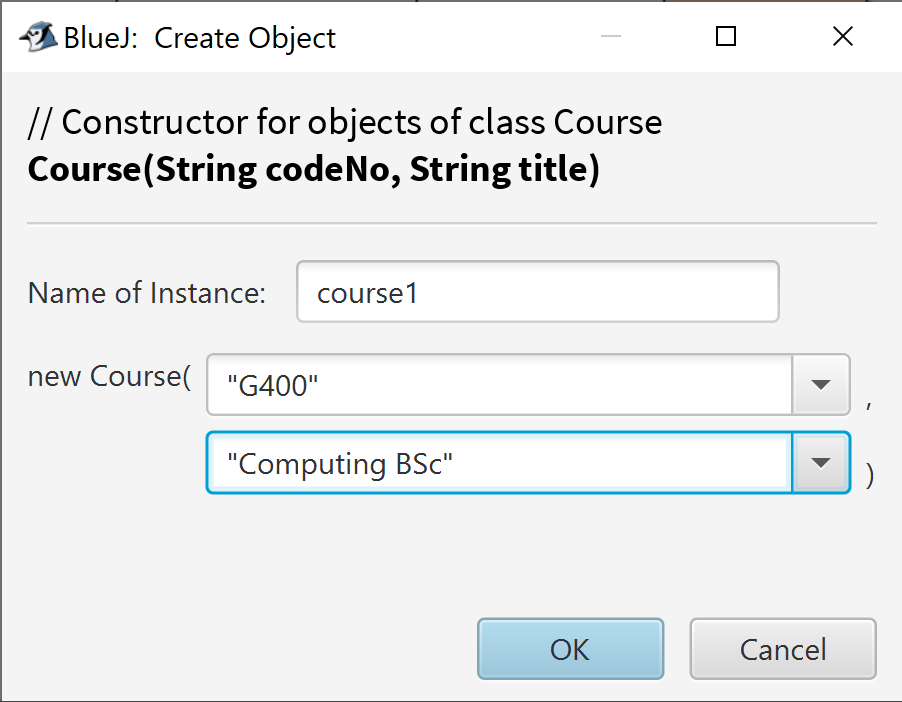 BlueJ:  Create Object
// Constructor for objects of class Course
Course(String codeNo, String title)
Name of Instance: course1
new Course( "G400" ,
"Computing BSc" )
OK Cancel